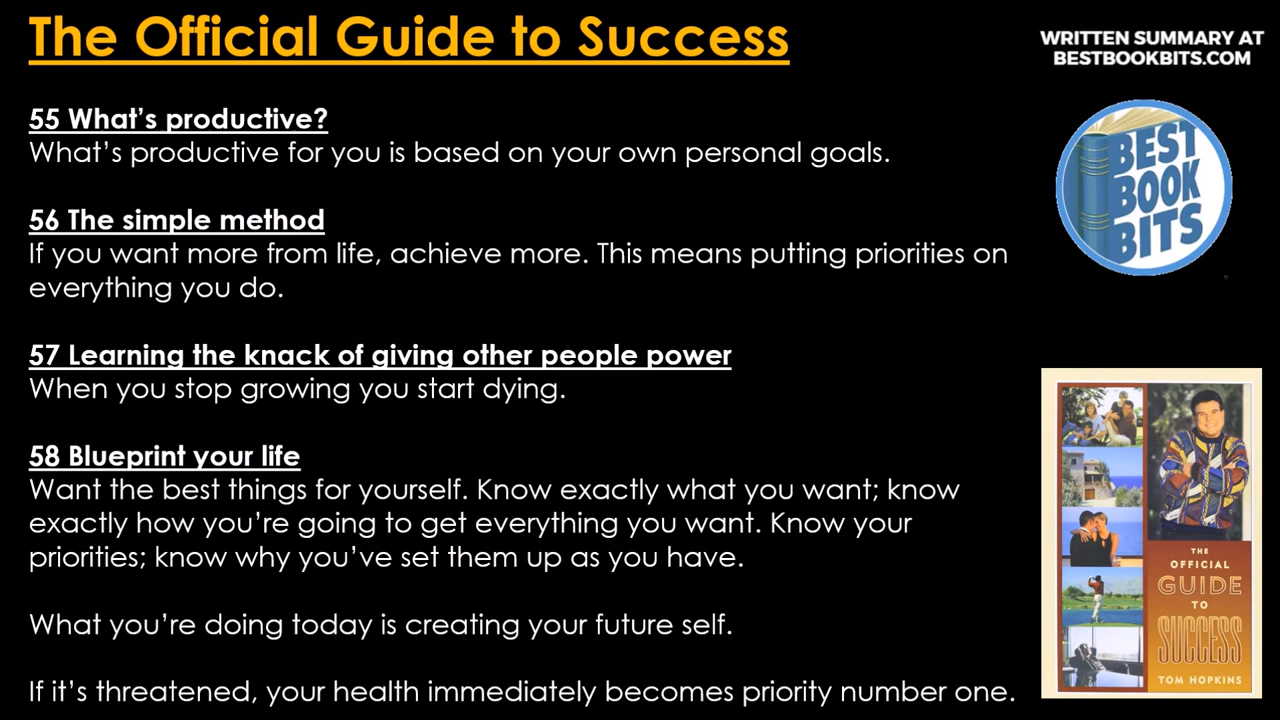 The Official Guide to Success
WRITTEN SUMMARY AT
BESTBOOKBITS.COM
55 What’s productive?
What’s productive for you is based on your own personal goals.
56 The simple method
If you want more from life, achieve more. This means putting priorities on
everything you do.
57 Learning the knack of giving other people power
When you stop growing you start dying.
58 Blueprint your life
Want the best things for yourself. Know exactly what you want; know
exactly how you’re going to get everything you want. Know your
priorities; know why you’ve set them up as you have.
What you’re doing today is creating your future self.
If it’s threatened, your health immediately becomes priority number one.
BEST
BOOK
BITS
THE
OFFICIAL
GUIDE
TO
SUCCESS
TOM HOPKINS